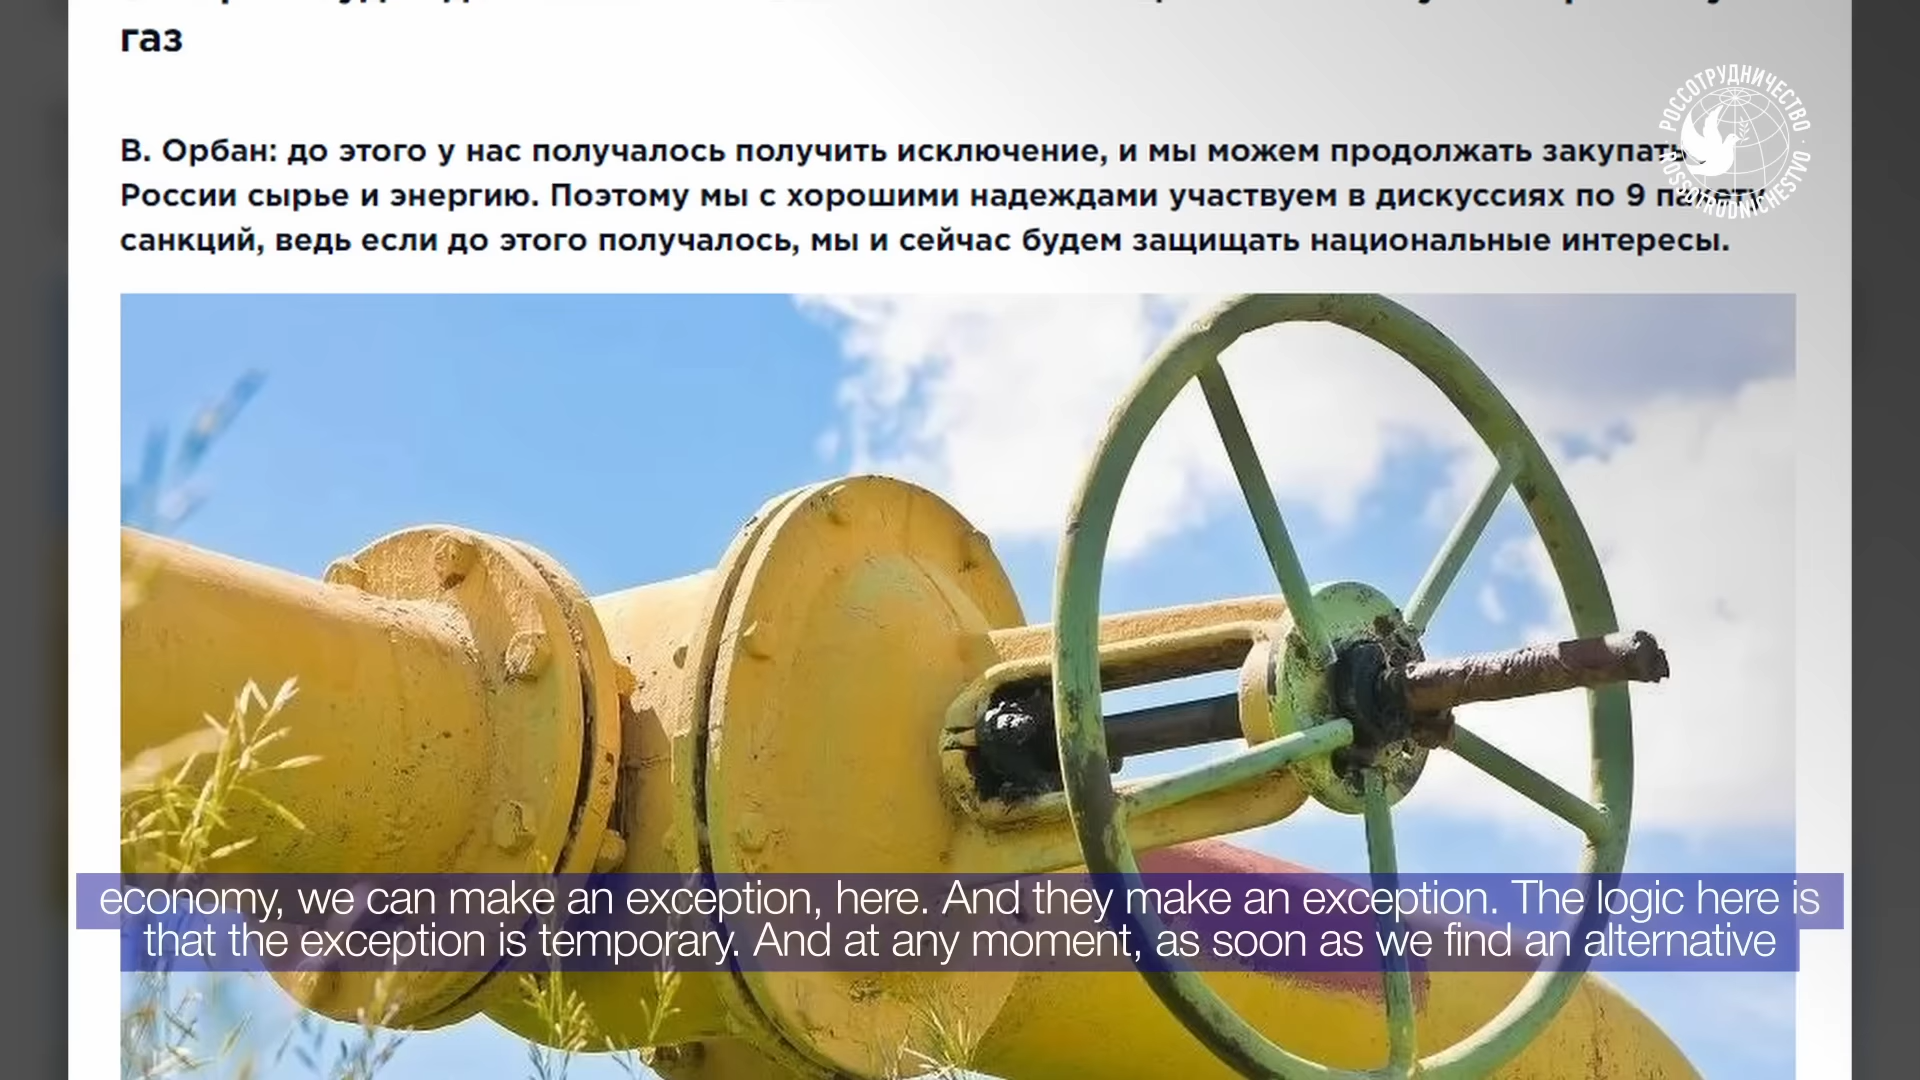 газ
РОССОТРУДНИЧЕСТВО
ROSSOTRUDNICHESTVO
В. Орбан: до этого у нас получалось получить исключение, и мы можем продолжать закупать
России сырье и энергию. Поэтому мы с хорошими надеждами участвуем в дискуссиях по 9 пакету
санкций, ведь если до этого получалось, мы и сейчас будем защищать национальные интересы.
economy, we can make an exception, here. And they make an exception. The logic here is
that the exception is temporary. And at any moment, as soon as we find an alternative